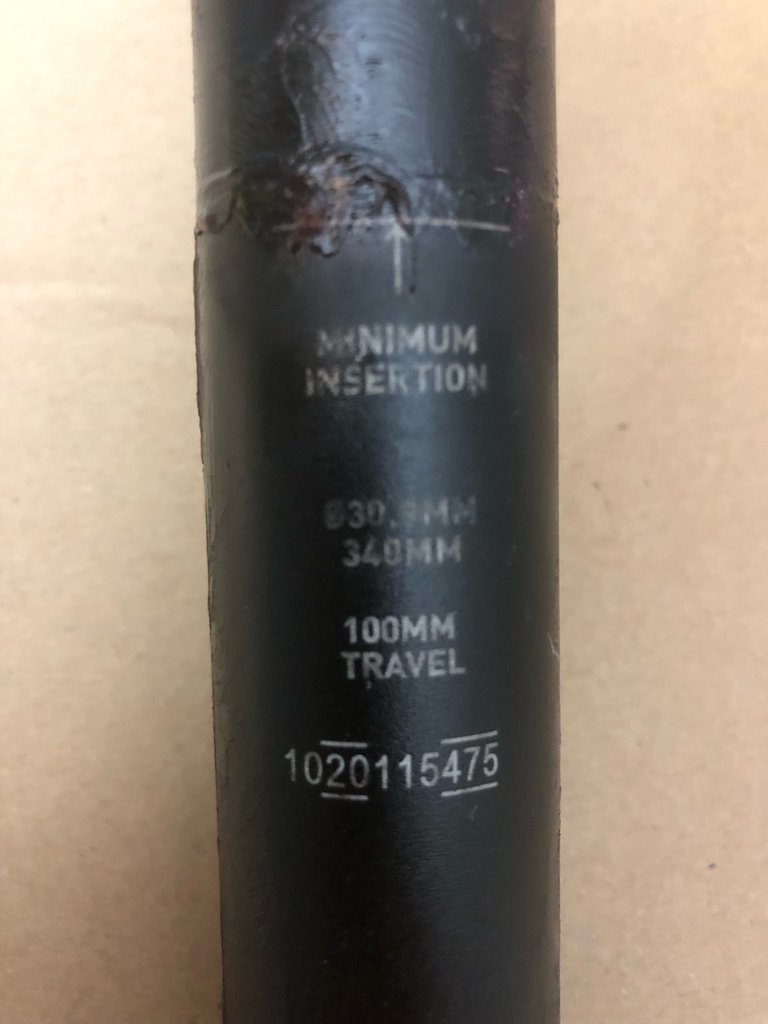 MINIMUM
INSERTION
Ø30.9MM
340MM
100MM
TRAVEL
1020115475